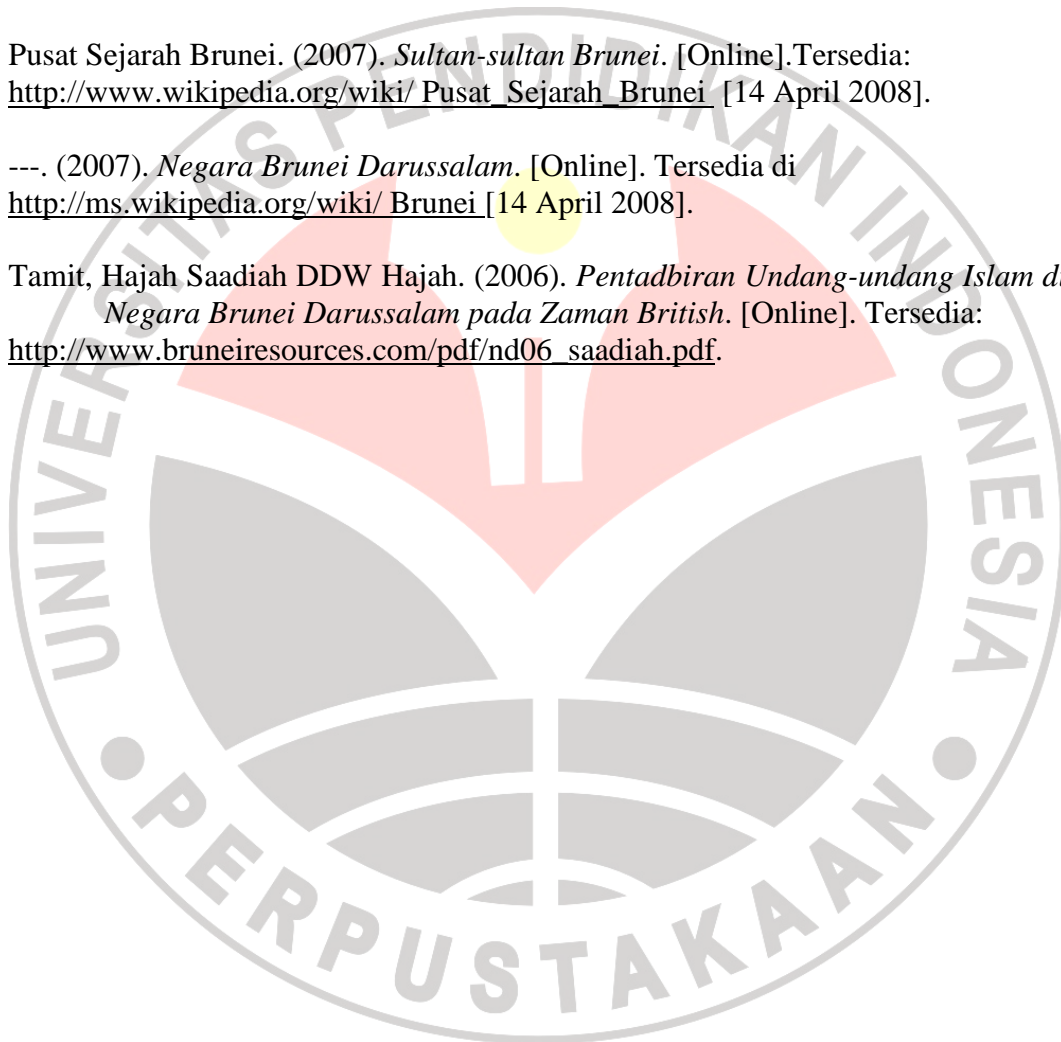 Pusat Sejarah Brunei. (2007). Sultan-sultan Brunei. [Online].Tersedia:
http://www.wikipedia.org/wiki/ Pusat_Sejarah_Brunei [14 April 2008].
---. (2007). Negara Brunei Darussalam. [Online]. Tersedia di
http://ms.wikipedia.org/wiki/ Brunei [14 April 2008].
Tamit, Hajah Saadiah DDW Hajah. (2006). Pentadbiran Undang-undang Islam di
Negara Brunei Darussalam pada Zaman British. [Online]. Tersedia:
http://www.bruneiresources.com/pdf/nd06_saadiah.pdf.
UNIVERSITAS PENDIDIKAN INDONESIA
PERPUSTAKAAN